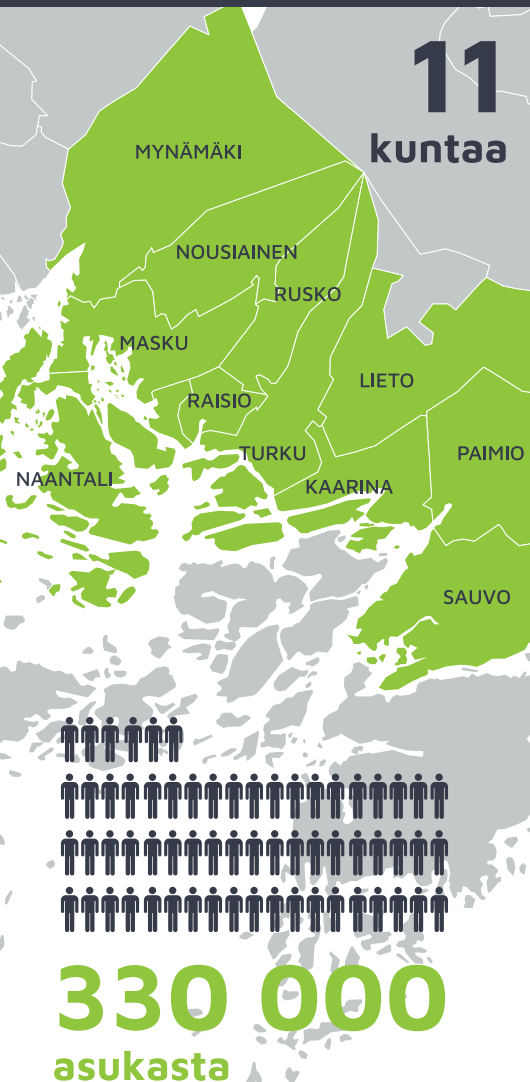 11
kuntaa
MYNÄMÄKI
NOUSIAINEN
RUSKO
MASKU
LIETO
RAISIO
TURKU
PAIMIO
NAANTALI
KAARINA
SAUVO
330 000
asukasta